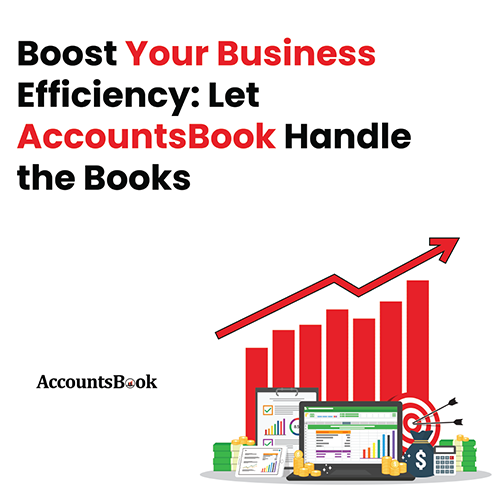 Boost Your Business
Efficiency: Let
AccountsBook Handle
the Books
AccountsBook
$